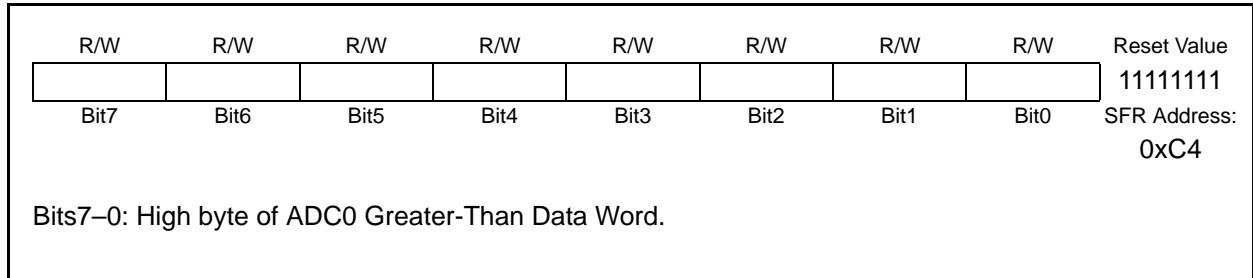 R/W R/W R/W R/W R/W R/W R/W R/W Reset Value
11111111
Bit7 Bit6 Bit5 Bit4 Bit3 Bit2 Bit1 Bit0 SFR Address:
0xC4
Bits7–0: High byte of ADC0 Greater-Than Data Word.